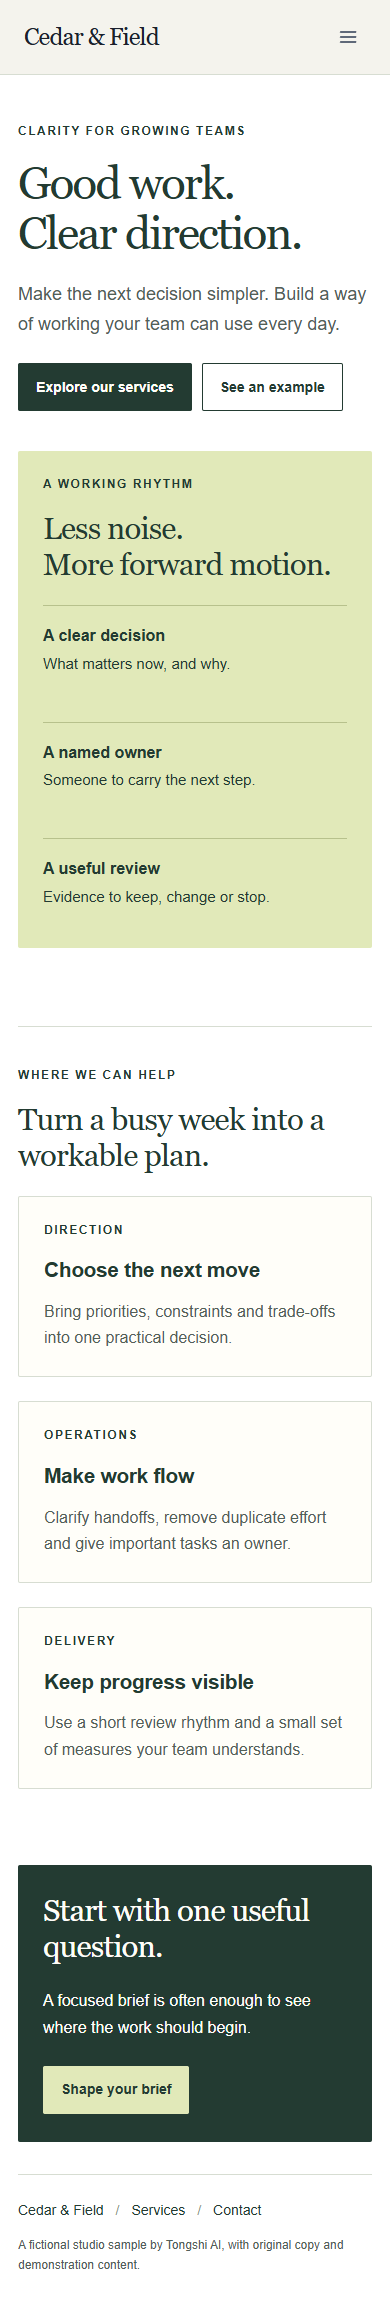 Cedar & Field
CLARITY FOR GROWING TEAMS
Good work.
Clear direction.
Make the next decision simpler. Build a way
of working your team can use every day.
Explore our services
See an example
A WORKING RHYTHM
Less noise.
More forward motion.
A clear decision
What matters now, and why.
A named owner
Someone to carry the next step.
A useful review
Evidence to keep, change or stop.
WHERE WE CAN HELP
Turn a busy week into a
workable plan.
DIRECTION
Choose the next move
Bring priorities, constraints and trade-offs
into one practical decision.
OPERATIONS
Make work flow
Clarify handoffs, remove duplicate effort
and give important tasks an owner.
DELIVERY
Keep progress visible
Use a short review rhythm and a small set
of measures your team understands.
Start with one useful
question.
A focused brief is often enough to see
where the work should begin.
Shape your brief
Cedar & Field / Services / Contact
A fictional studio sample by Tongshi AI, with original copy and
demonstration content.